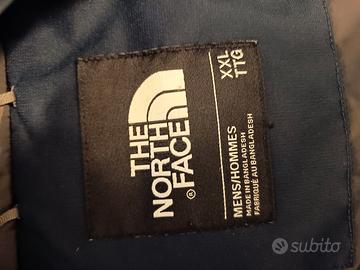 THE
NORTH
FACE
®
XXL
TTG
MENS/HOMMES
MADE IN BANGLADESH
FABRIQUÉ AU BANGLADESH
subito